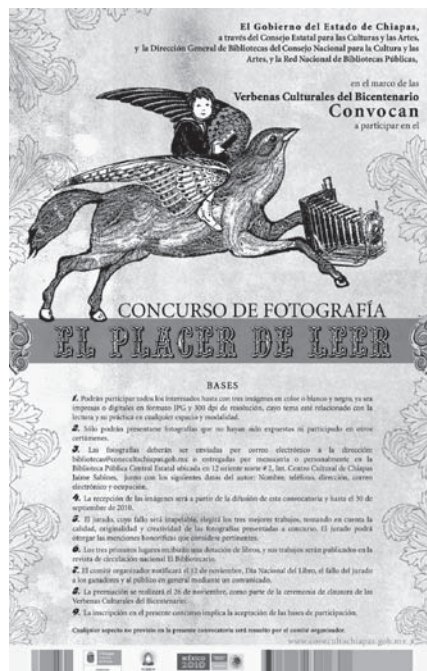 El Gobierno del Estado de Chiapas,
a través del Consejo Estatal para las Culturas y las Artes,
y la Dirección General de Bibliotecas del Consejo Nacional para la Cultura y las
Artes, y la Red Nacional de Bibliotecas Públicas,
en el marco de las
Verbenas Culturales del Bicentenario
Convocan
a participar en el
CONCURSO DE FOTOGRAFÍA
EL PLACER DE LEER
BASES
1. Podrán participar todos los interesados hasta con tres imágenes en color o blanco y negro, ya sea
impresas o digitales en formato JPG y 300 dpi de resolución, cuyo tema esté relacionado con la
lectura y su práctica en cualquier espacio y modalidad.
2. Sólo podrán presentarse fotografías que no hayan sido expuestas ni participado en otros
certámenes.
3. Las fotografías deberán ser enviadas por correo electrónico a la dirección:
bibliotecas@conecultachiapas.gob.mx o entregadas por mensajería o personalmente en la
Biblioteca Pública Central Estatal ubicada en 12 oriente norte # 2, Int. Centro Cultural de Chiapas
Jaime Sabines, junto con los siguientes datos del autor: Nombre, teléfono, dirección, correo
electrónico y ocupación.
4. La recepción de las imágenes será a partir de la difusión de esta convocatoria y hasta el 30 de
septiembre de 2010.
5. El jurado, cuyo fallo será inapelable, elegirá los tres mejores trabajos, tomando en cuenta la
calidad, originalidad y creatividad de las fotografías presentadas a concurso. El jurado podrá
otorgar las menciones honoríficas que considere pertinentes.
6. Los tres primeros lugares recibirán una dotación de libros, y sus trabajos serán publicados en la
revista de circulación nacional El Bibliotecario.
7. El comité organizador notificará el 12 de noviembre, Día Nacional del Libro, el fallo del jurado
a los ganadores y al público en general mediante un comunicado.
8. La premiación se realizará el 26 de noviembre, como parte de la ceremonia de clausura de las
Verbenas Culturales del Bicentenario.
9. La inscripción en el presente concurso implica la aceptación de las bases de participación.
Cualquier aspecto no previsto en la presente convocatoria será resuelto por el comité organizador.
www.conecultachiapas.gob.mx
MÉXICO
2010